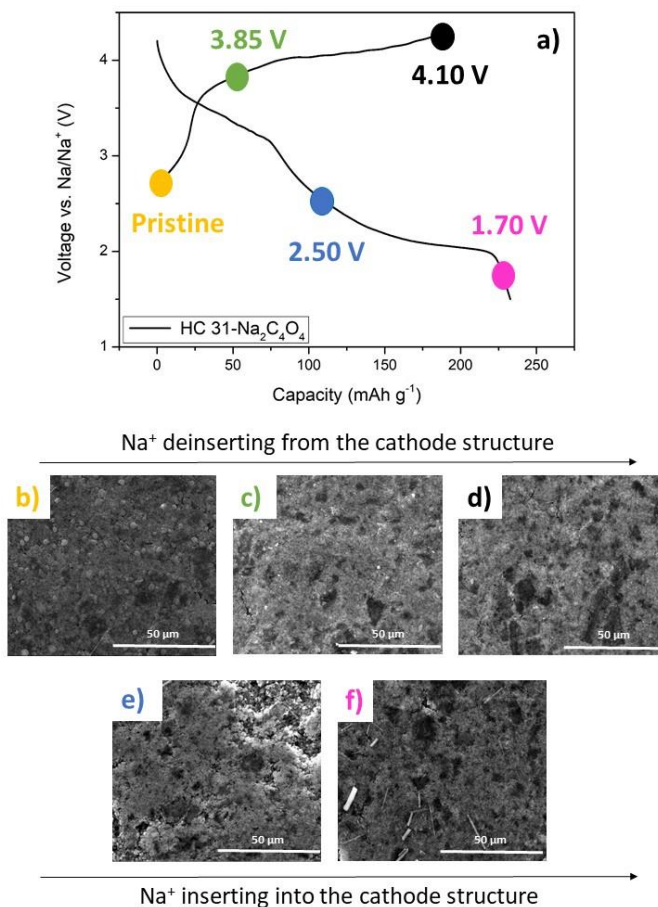 a)
4
3
2
1
Voltage vs. Na/Na⁺ (V)
3.85 V
4.10 V
Pristine
2.50 V
1.70 V
HC 31-Na₂C₄O₄
0 50 100 150 200 250
Capacity (mAh g⁻¹)
Na⁺ deinserting from the cathode structure
b) c) d)
50 µm 50 µm 50 µm
e) f)
50 µm 50 µm
Na⁺ inserting into the cathode structure